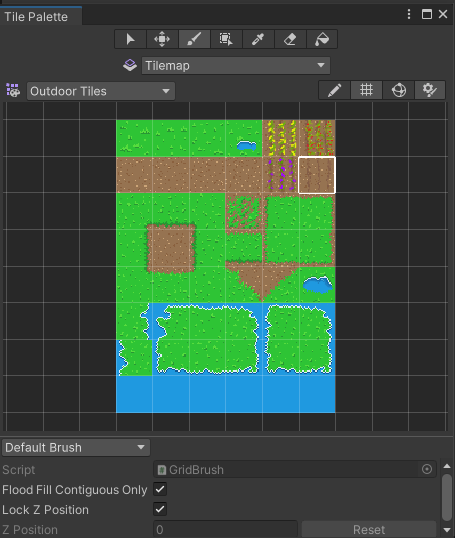 Tile Palette
Tilemap
Outdoor Tiles
Default Brush
Script
GridBrush
Flood Fill Contiguous Only
Lock Z Position
Z Position
0
Reset